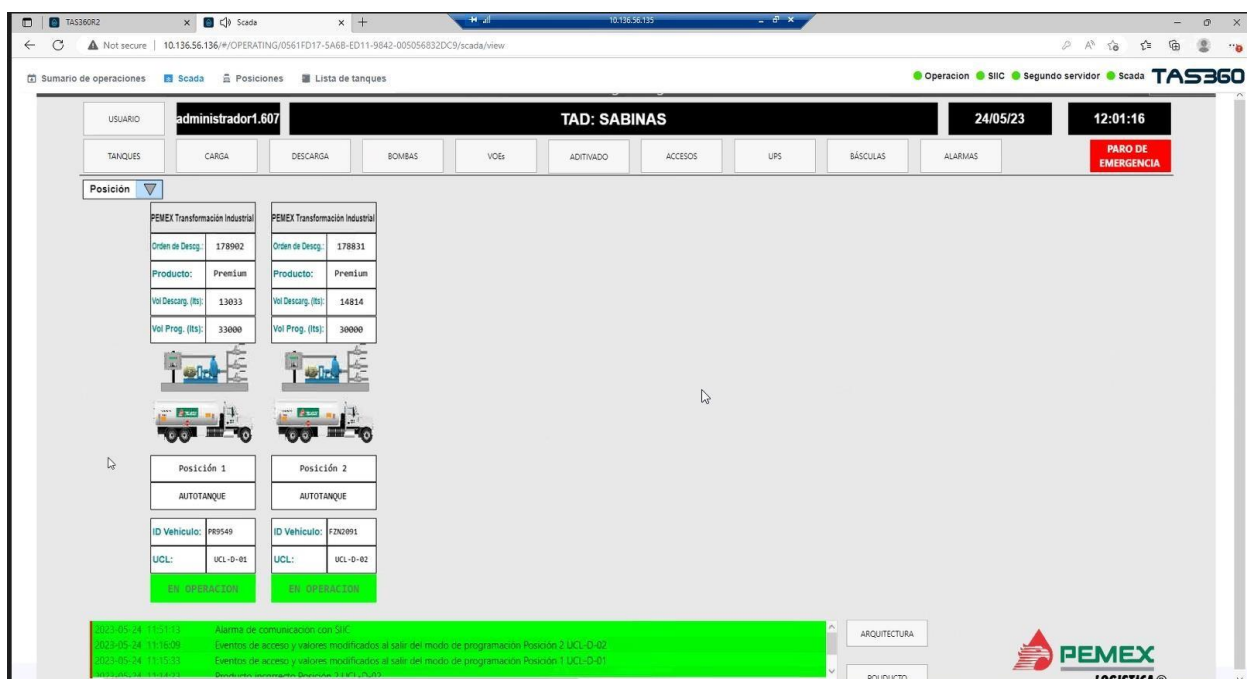 TAS360R2
Scada
10.136.56.135
Not secure | 10.136.56.136/#/OPERATING/0561FD17-5A6B-ED11-9842-005056832DC9/scada/view
Sumario de operaciones Scada Posiciones Lista de tanques Operacion SIIC Segundo servidor Scada TAS360
USUARIO administrador1.607 TAD: SABINAS 24/05/23 12:01:16
TANQUES CARGA DESCARGA BOMBAS VOEs ADITIVADO ACCESOS UPS BÁSCULAS ALARMAS PARO DE
EMERGENCIA
Posición
PEMEX Transformación Industrial PEMEX Transformación Industrial
Orden de Descg.: 178902 Orden de Descg.: 178831
Producto: Premium Producto: Premium
Vol Descarg. (lts): 13033 Vol Descarg. (lts): 14814
Vol Prog. (lts): 33000 Vol Prog. (lts): 30000
Posición 1 Posición 2
AUTOTANQUE AUTOTANQUE
ID Vehiculo: PR9549 ID Vehiculo: FZN2091
UCL: UCL-D-01 UCL: UCL-D-02
EN OPERACION EN OPERACION
2023-05-24 11:51:13 Alarma de comunicación con SIIC
2023-05-24 11:16:09 Eventos de acceso y valores modificados al salir del modo de programación Posición 2 UCL-D-02
2023-05-24 11:15:33 Eventos de acceso y valores modificados al salir del modo de programación Posición 1 UCL-D-01
Producto incorrecto Posición 2 UCL-D-02
ARQUITECTURA
PEMEX
LOGISTICA